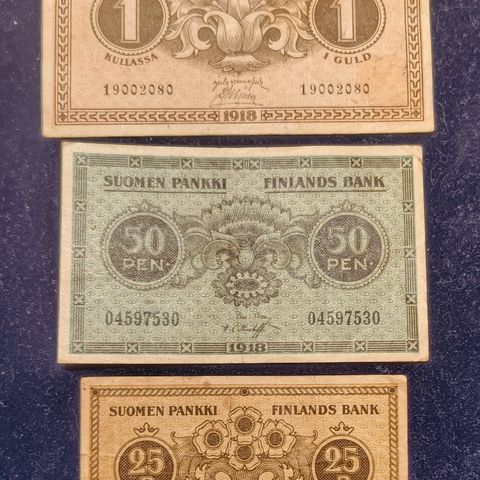 1 1
KULLASSA I GULD
19002080 19002080
1918
SUOMEN PANKKI FINLANDS BANK
50 50
PEN. PEN.
04597530 04597530
1918
SUOMEN PANKKI FINLANDS BANK
25 25